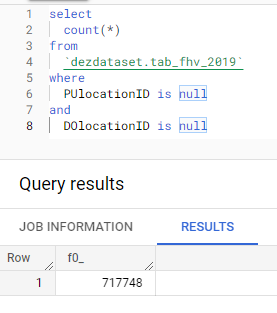 1 select
2 count(*)
3 from
4 `dezdataset.tab_fhv_2019`
5 where
6 PUlocationID is null
7 and
8 DOlocationID is null
Query results
JOB INFORMATION RESULTS
Row f0_
1 717748